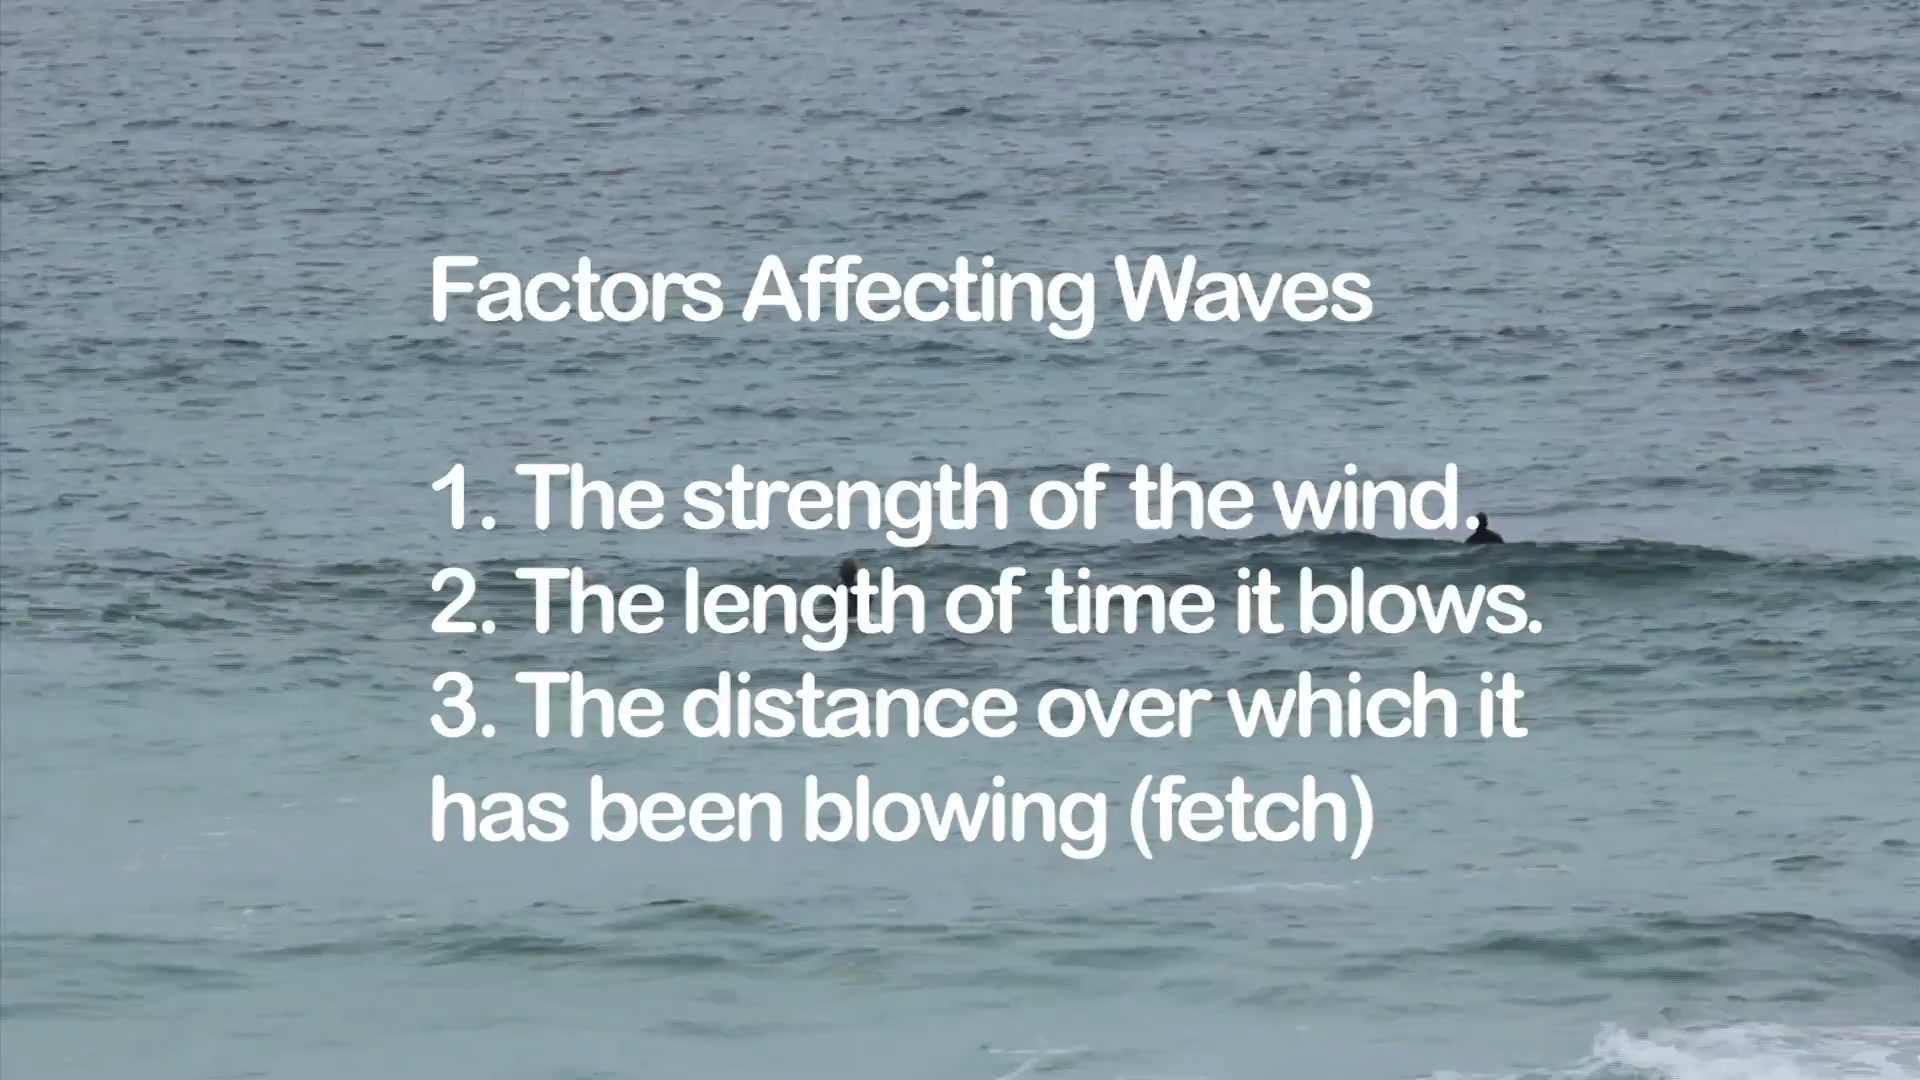 Factors Affecting Waves
1. The strength of the wind.
2. The length of time it blows.
3. The distance over which it
has been blowing (fetch)